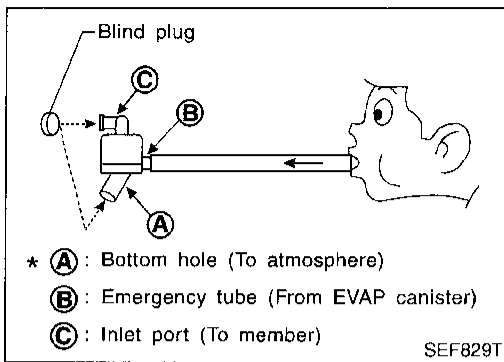 Blind plug
C
B
A
* A : Bottom hole (To atmosphere)
B : Emergency tube (From EVAP canister)
C : Inlet port (To member)
SEF829T